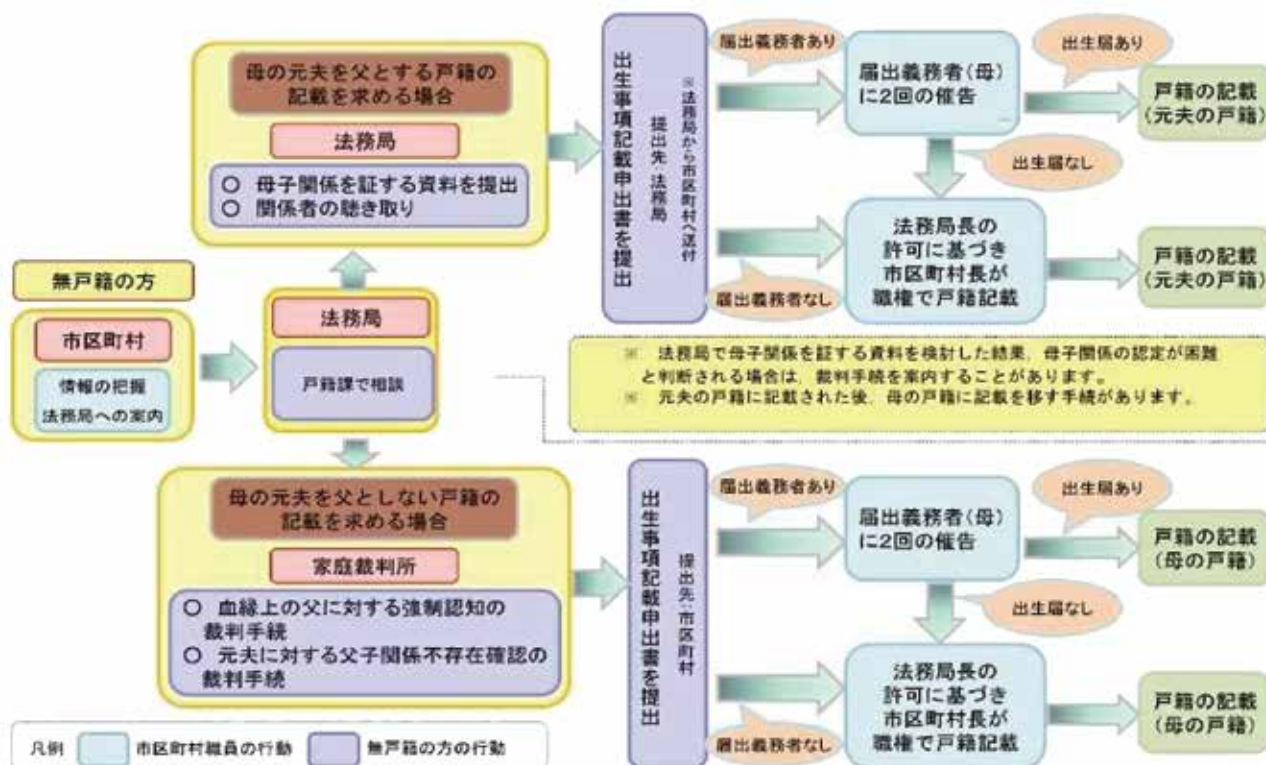 無戸籍の方
市区町村
情報の把握
法務局への案内
法務局
戸籍課で相談
母の元夫を父とする戸籍の
記載を求める場合
法務局
○ 母子関係を証する資料を提出
○ 関係者の聴き取り
出生事項記載申出書を提出
提出先:法務局
※法務局から市区町村へ送付
届出義務者あり
届出義務者(母)
に2回の催告
出生届あり
戸籍の記載
(元夫の戸籍)
出生届なし
届出義務者なし
法務局長の
許可に基づき
市区町村長が
職権で戸籍記載
戸籍の記載
(元夫の戸籍)
※ 法務局で母子関係を証する資料を検討した結果,母子関係の認定が困難
と判断される場合は,裁判手続を案内することがあります。
※ 元夫の戸籍に記載された後,母の戸籍に記載を移す手続があります。
母の元夫を父としない戸籍の
記載を求める場合
家庭裁判所
○ 血縁上の父に対する強制認知の
裁判手続
○ 元夫に対する父子関係不存在確認の
裁判手続
出生事項記載申出書を提出
提出先:市区町村
届出義務者あり
届出義務者(母)
に2回の催告
出生届あり
戸籍の記載
(母の戸籍)
出生届なし
届出義務者なし
法務局長の
許可に基づき
市区町村長が
職権で戸籍記載
戸籍の記載
(母の戸籍)
凡例 市区町村職員の行動 無戸籍の方の行動